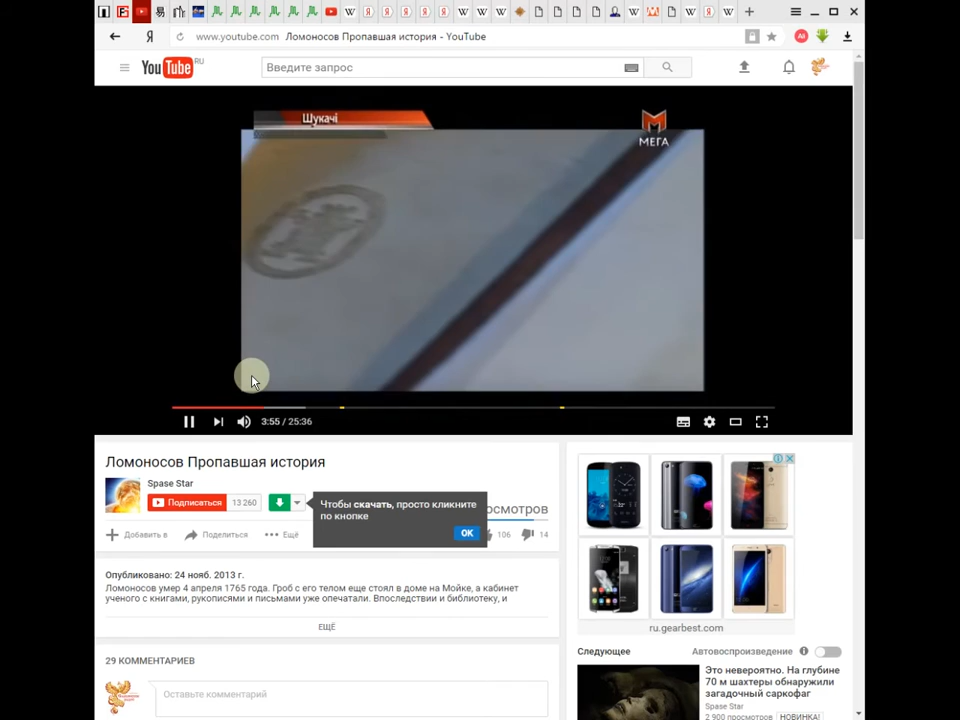 www.youtube.com Ломоносов Пропавшая история - YouTube
YouTube RU
Введите запрос
Щукачі
МЕГА
3:55 / 25:36
Ломоносов Пропавшая история
Spase Star
Подписаться 13 260
Чтобы скачать, просто кликните
по кнопке
OK
осмотров
Добавить в Поделиться Ещё 106 14
Опубликовано: 24 нояб. 2013 г.
Ломоносов умер 4 апреля 1765 года. Гроб с его телом еще стоял в доме на Мойке, а кабинет
ученого с книгами, рукописями и письмами уже опечатали. Впоследствии и библиотеку, и
ЕЩЁ
29 КОММЕНТАРИЕВ
Оставьте комментарий
ru.gearbest.com
Следующее Автовоспроизведение
Это невероятно. На глубине
70 м шахтеры обнаружили
загадочный саркофаг
Spase Star
2 900 просмотров НОВИНКА!